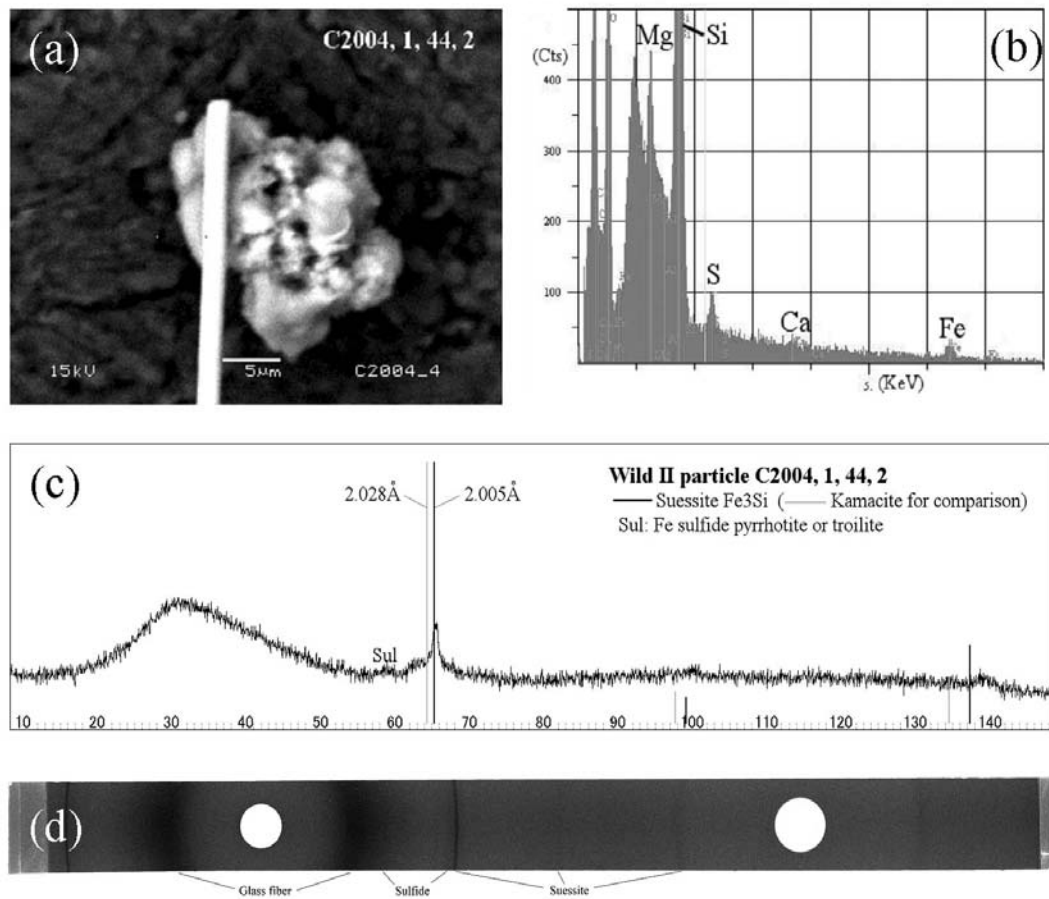 (a)
C2004, 1, 44, 2
15kV 5µm C2004_4
(b)
(Cts)
Mg Si
400
300
200
100
S
Ca
Fe
5. (KeV)
(c)
2.028Å 2.005Å
Wild II particle C2004, 1, 44, 2
Suessite Fe3Si ( Kamacite for comparison)
Sul: Fe sulfide pyrrhotite or troilite
Sul
10 20 30 40 50 60 70 80 90 100 110 120 130 140
(d)
Glass fiber Sulfide Suessite